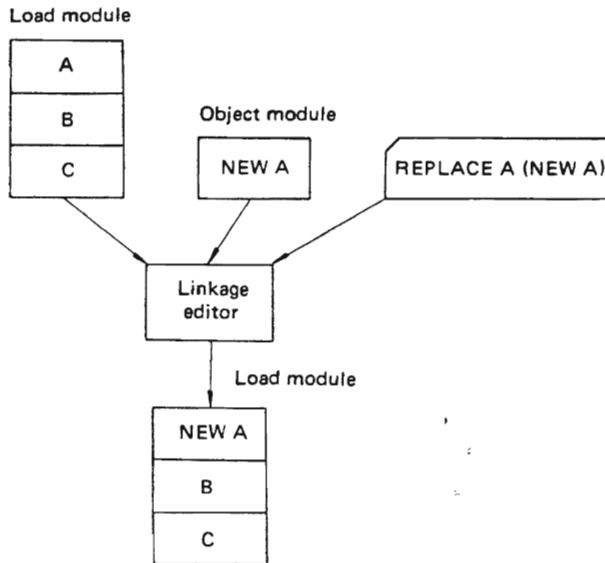 Load module
A
B
C
Object module
NEW A
REPLACE A (NEW A)
Linkage
editor
Load module
NEW A
B
C